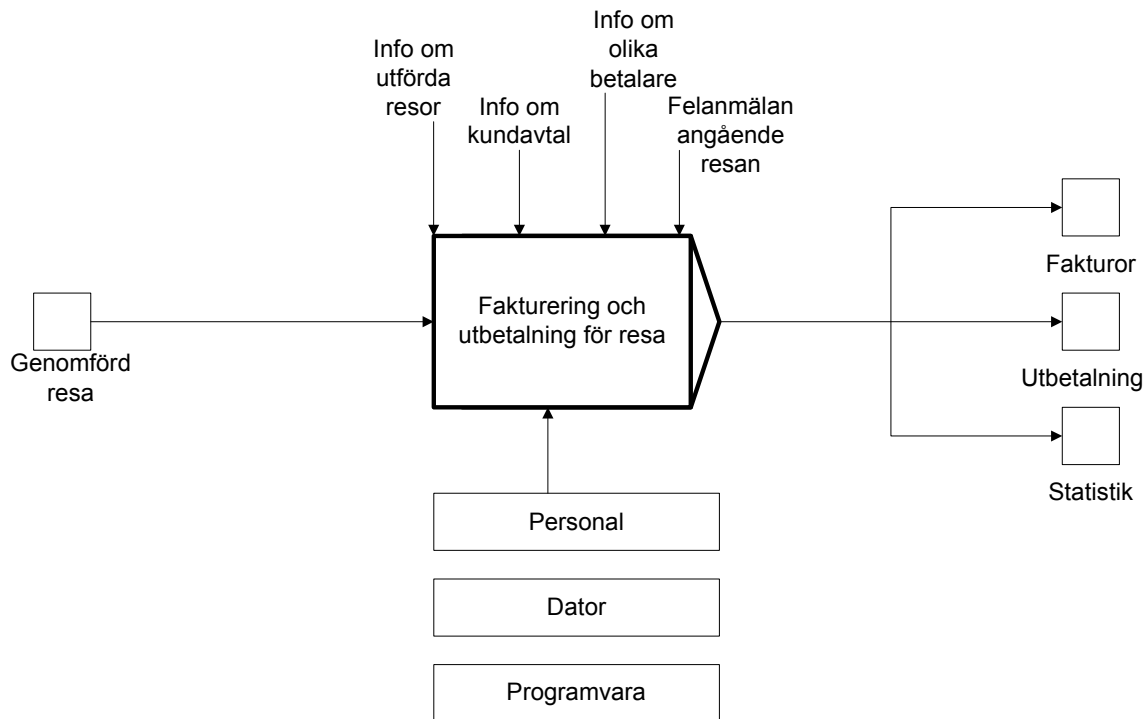 Info om
utförda
resor
Info om
kundavtal
Info om
olika
betalare
Felanmälan
angående
resan
Genomförd
resa
Fakturering och
utbetalning för resa
Fakturor
Utbetalning
Statistik
Personal
Dator
Programvara